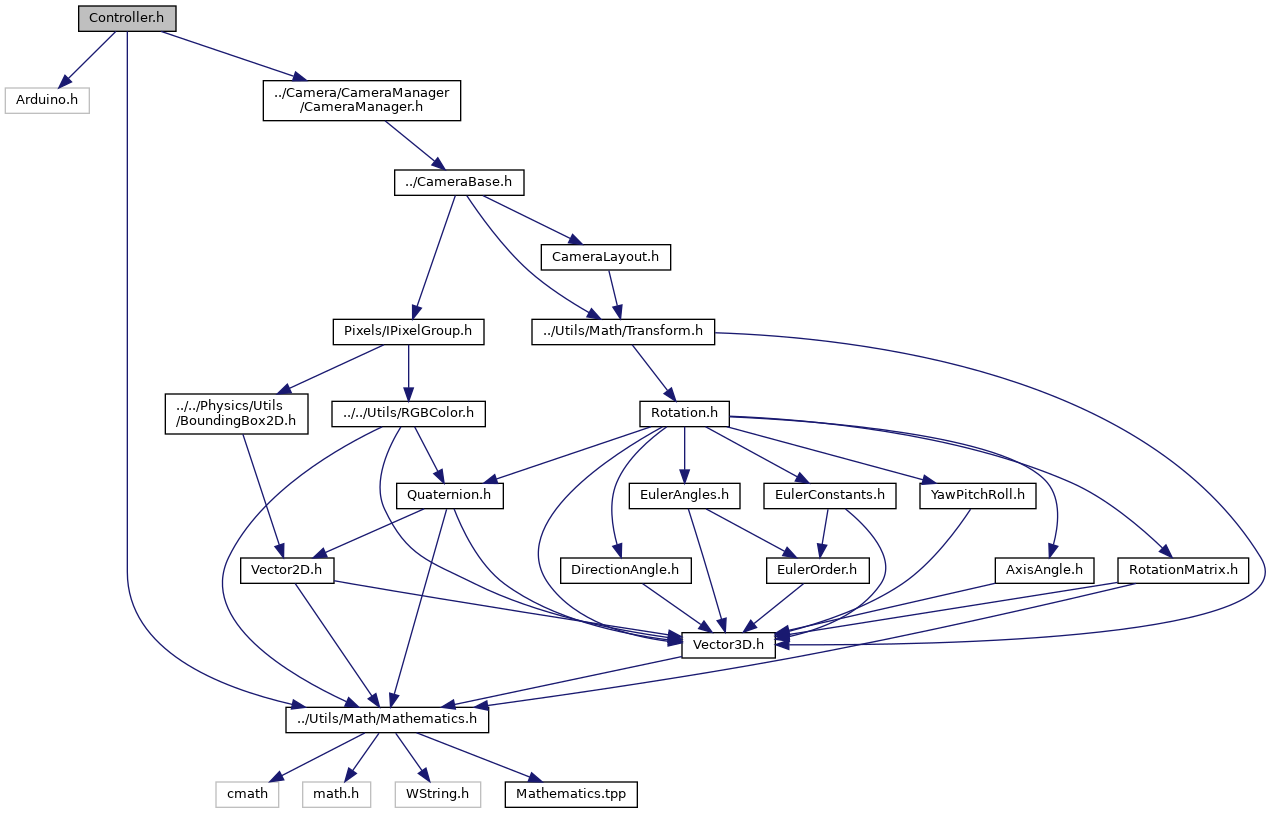 Controller.h
Arduino.h
../Camera/CameraManager
/CameraManager.h
../CameraBase.h
CameraLayout.h
Pixels/IPixelGroup.h
../Utils/Math/Transform.h
../../Physics/Utils
/BoundingBox2D.h
../../Utils/RGBColor.h
Rotation.h
Quaternion.h
EulerAngles.h
EulerConstants.h
YawPitchRoll.h
Vector2D.h
DirectionAngle.h
EulerOrder.h
AxisAngle.h
RotationMatrix.h
Vector3D.h
../Utils/Math/Mathematics.h
cmath
math.h
WString.h
Mathematics.tpp